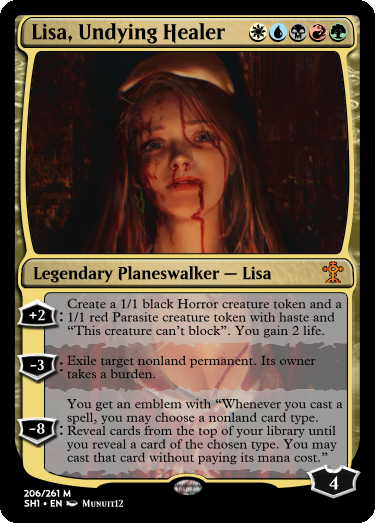 Lisa, Undying Healer
Legendary Planeswalker — Lisa
+2: Create a 1/1 black Horror creature token and a
1/1 red Parasite creature token with haste and
“This creature can’t block”. You gain 2 life.
-3: Exile target nonland permanent. Its owner
takes a burden.
-8: You get an emblem with “Whenever you cast a
spell, you may choose a nonland card type.
Reveal cards from the top of your library until
you reveal a card of the chosen type. You may
cast that card without paying its mana cost.”
4
206/261 M
SH1 • EN Munuit12